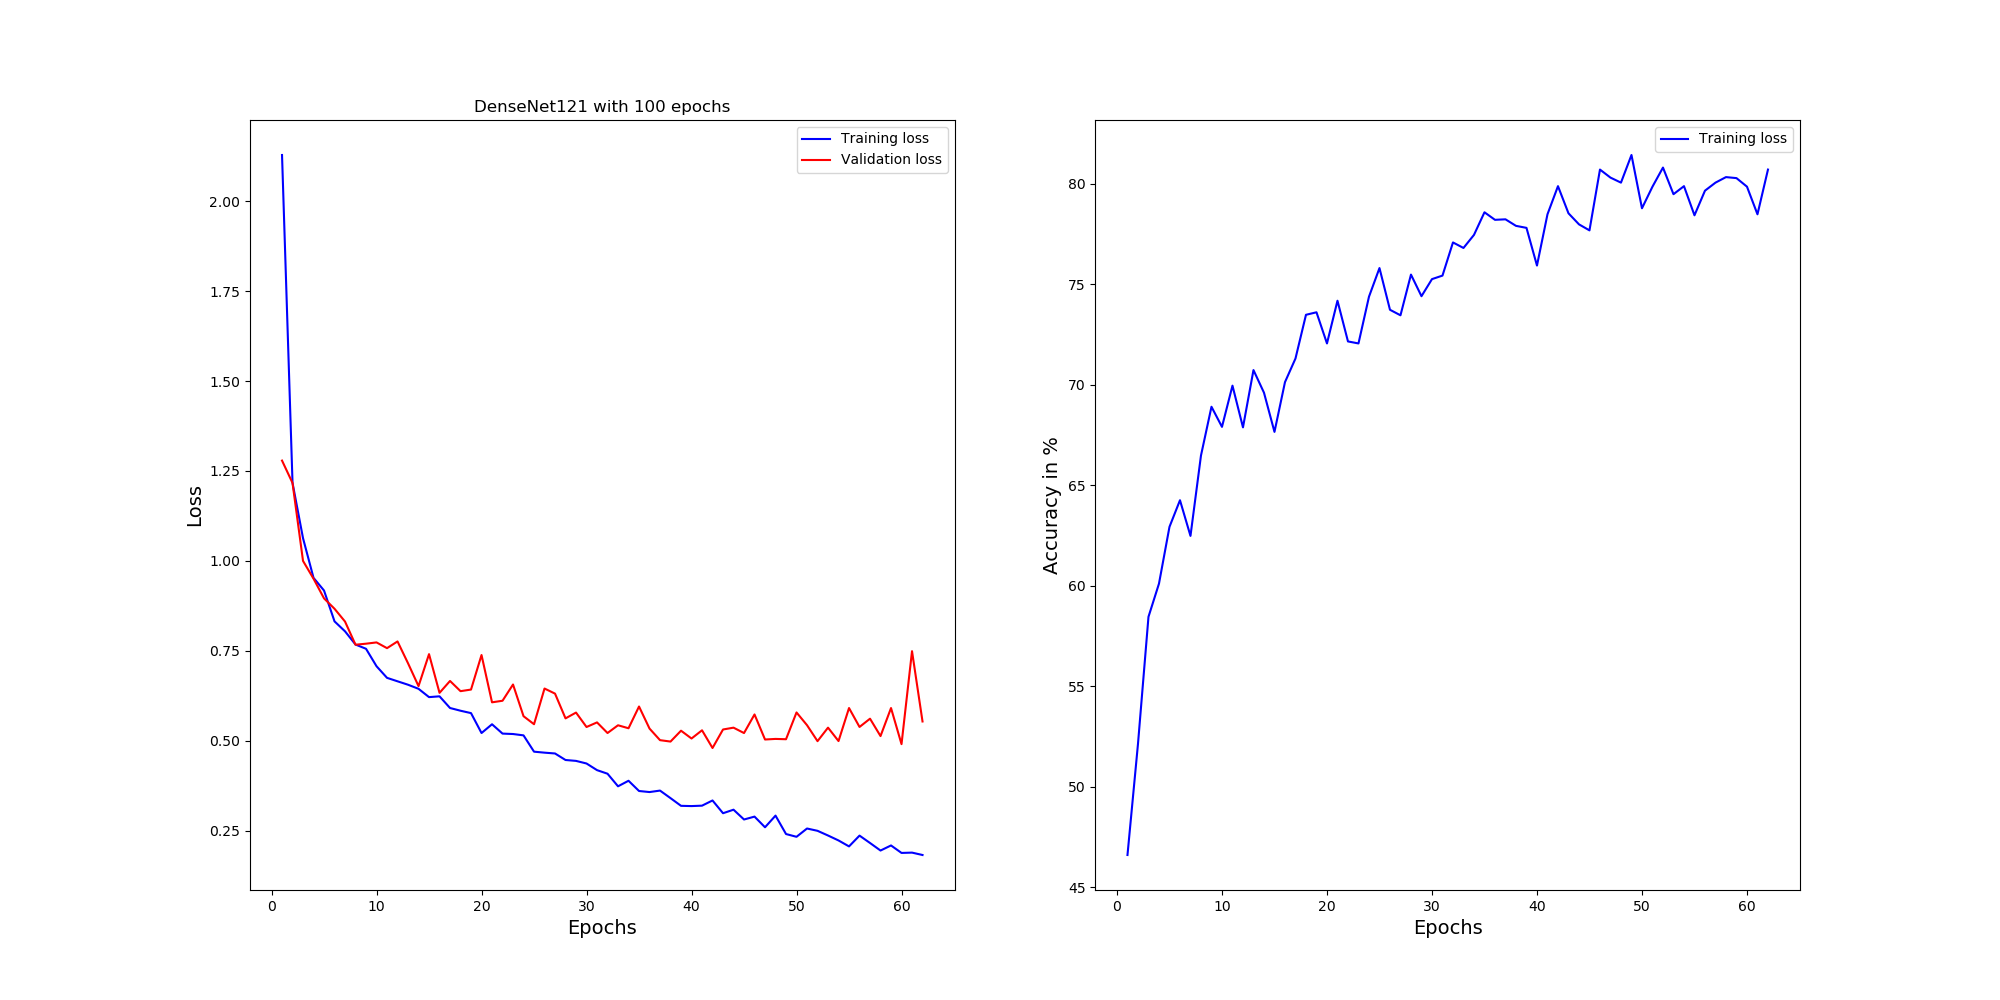 DenseNet121 with 100 epochs
Training loss
Validation loss
2.00
1.75
1.50
1.25
1.00
0.75
0.50
0.25
Loss
0 10 20 30 40 50 60
Epochs
Training loss
80
75
70
65
60
55
50
45
Accuracy in %
0 10 20 30 40 50 60
Epochs